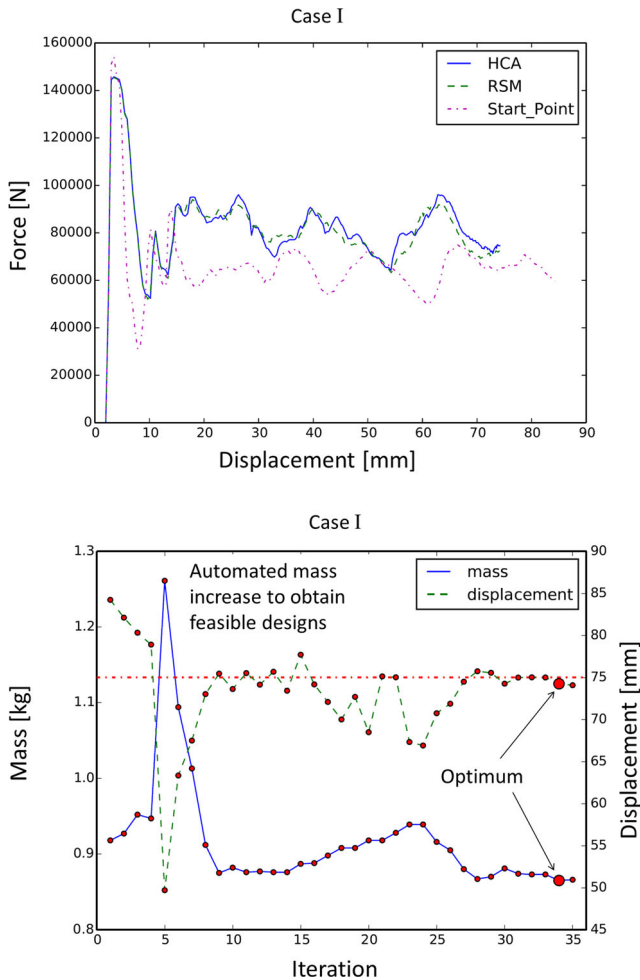 Case I
160000
140000
120000
100000
80000
60000
40000
20000
0
Force [N]
HCA
RSM
Start_Point
0 10 20 30 40 50 60 70 80 90
Displacement [mm]
Case I
1.3
1.2
1.1
1.0
0.9
0.8
Mass [kg]
Automated mass
increase to obtain
feasible designs
mass
displacement
Optimum
90
85
80
75
70
65
60
55
50
45
Displacement [mm]
0 5 10 15 20 25 30 35
Iteration